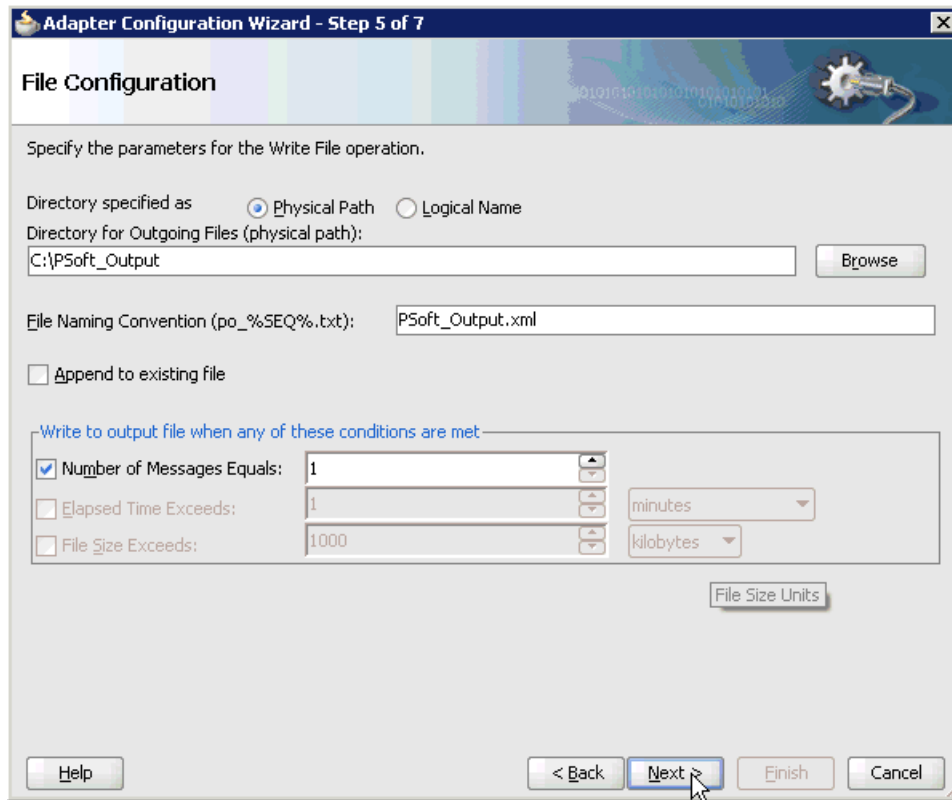 Adapter Configuration Wizard - Step 5 of 7
File Configuration
Specify the parameters for the Write File operation.
Directory specified as Physical Path Logical Name
Directory for Outgoing Files (physical path):
C:\PSoft_Output Browse
File Naming Convention (po_%SEQ%.txt): PSoft_Output.xml
Append to existing file
Write to output file when any of these conditions are met
Number of Messages Equals: 1
Elapsed Time Exceeds: 1 minutes
File Size Exceeds: 1000 kilobytes
File Size Units
Help < Back Next > Finish Cancel